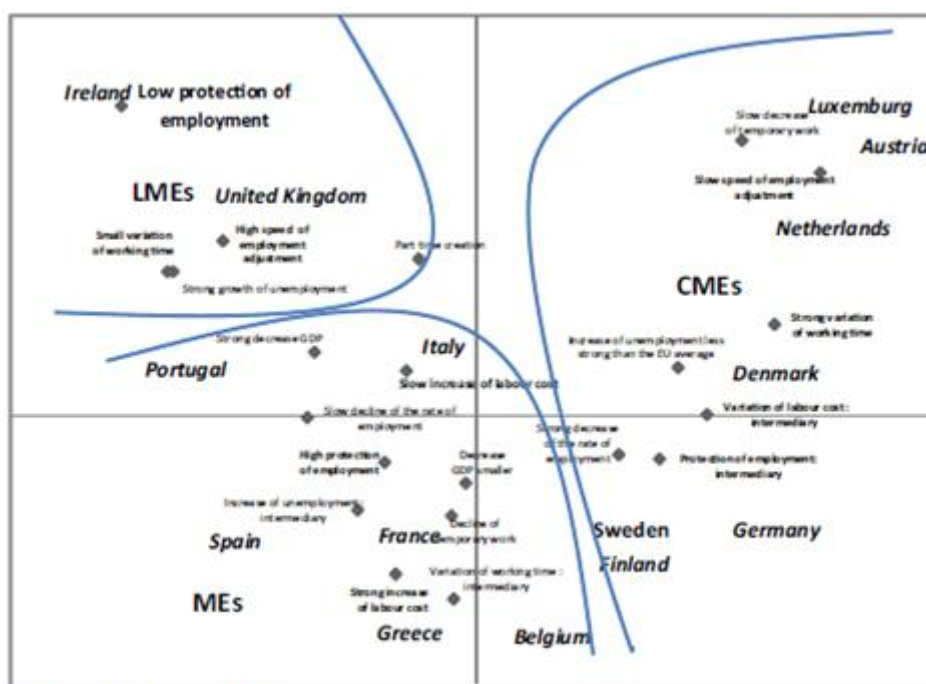 Ireland
Low protection of
employment
LMEs
United Kingdom
Small variation
of working time
High speed of
employment
adjustment
Part time creation
Strong growth of unemployment
Luxemburg
Slow decrease
of temporary work
Austria
Slow speed of employment
adjustment
Netherlands
CMEs
Strong variation
of working time
Increase of unemployment less
strong than the EU average
Denmark
Variation of labour cost :
intermediary
Strong decrease GDP
Italy
Portugal
Slow increase of labour cost
Slow decline of the rate of
employment
High protection
of employment
Decrease
GDP smaller
Strong decrease
of the rate of
employment
Protection of employment:
intermediary
Increase of unemployment:
intermediary
Spain
France
Decline of
temporary work
Sweden
Finland
Germany
Variation of working time :
intermediary
Strong increase
of labour cost
MEs
Greece
Belgium